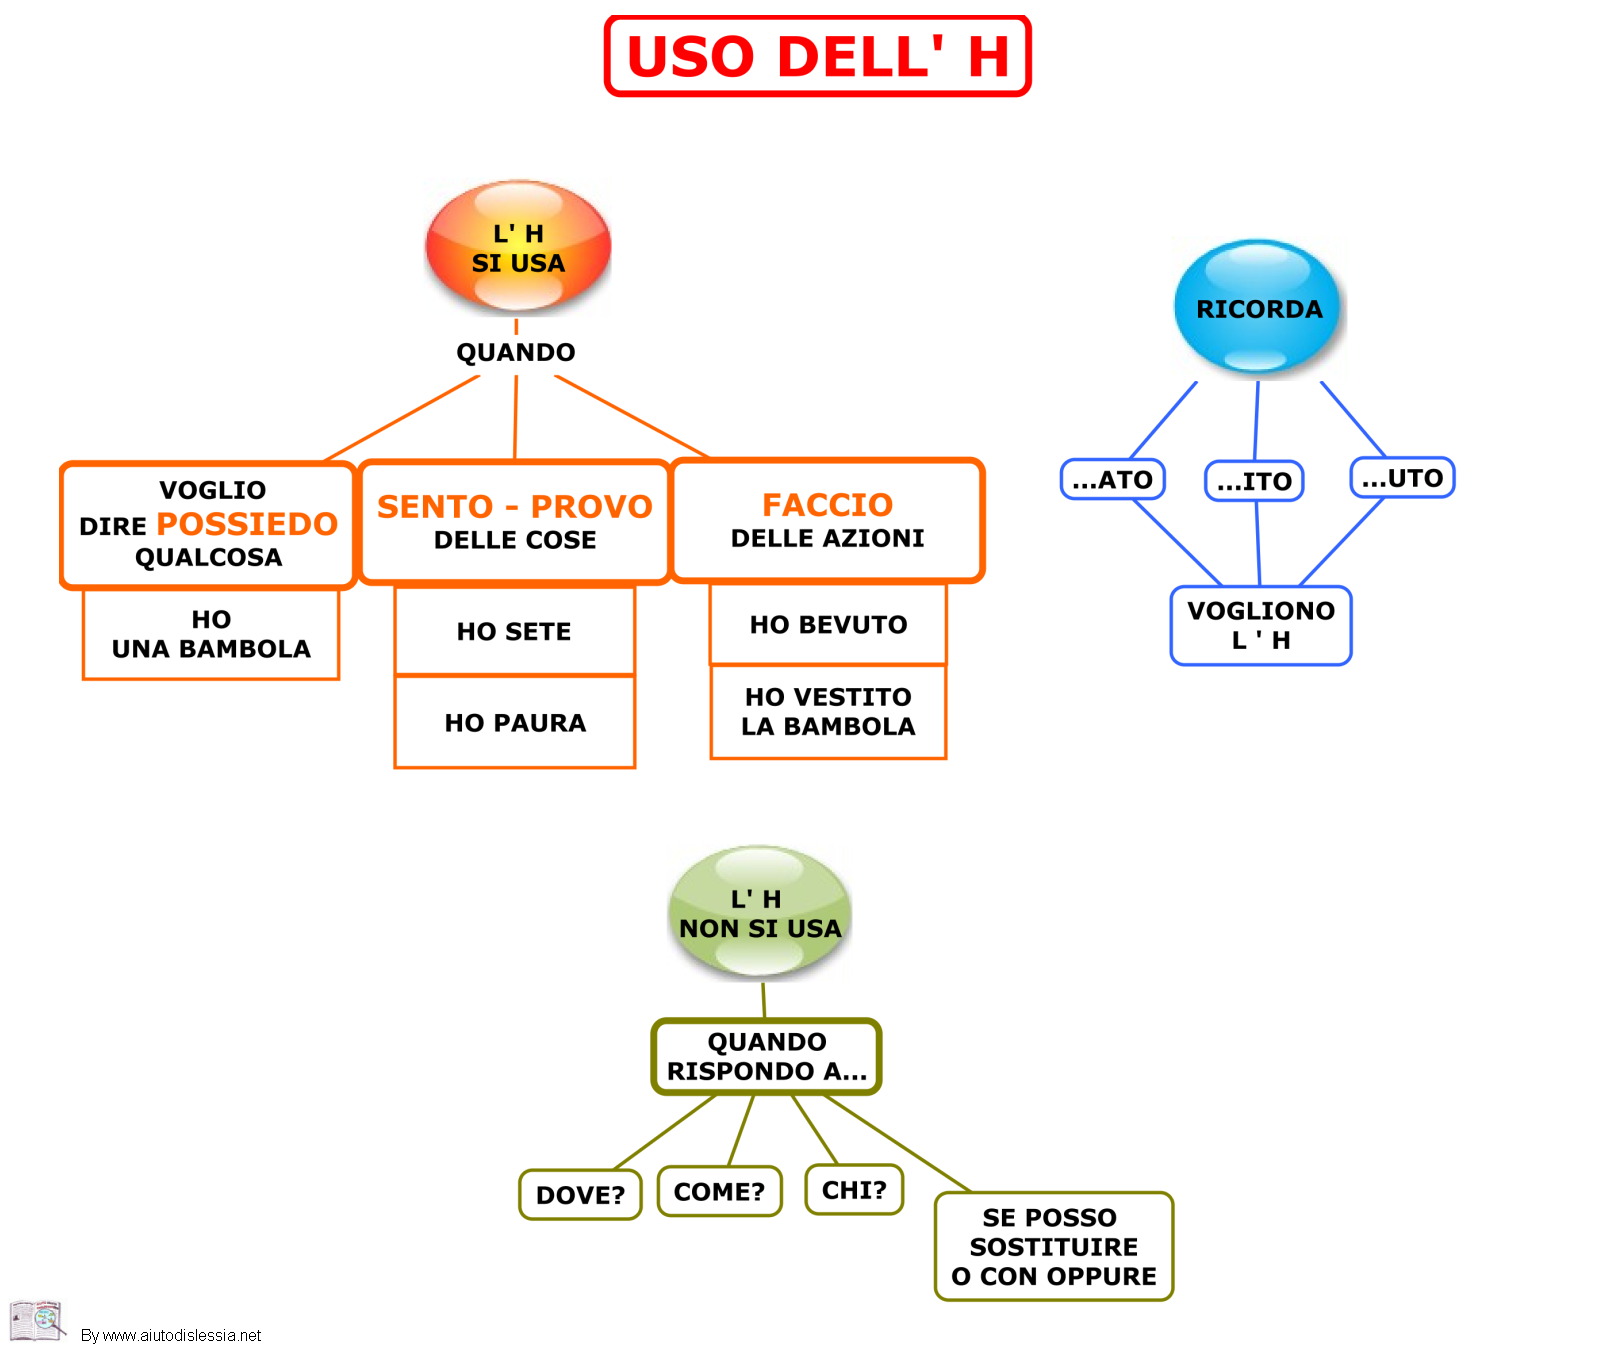 USO DELL' H
L' H
SI USA
QUANDO
VOGLIO
DIRE POSSIEDO
QUALCOSA
HO
UNA BAMBOLA
SENTO - PROVO
DELLE COSE
HO SETE
HO PAURA
FACCIO
DELLE AZIONI
HO BEVUTO
HO VESTITO
LA BAMBOLA
RICORDA
...ATO
...ITO
...UTO
VOGLIONO
L ' H
L' H
NON SI USA
QUANDO
RISPONDO A...
DOVE?
COME?
CHI?
SE POSSO
SOSTITUIRE
O CON OPPURE
By www.aiutodislessia.net